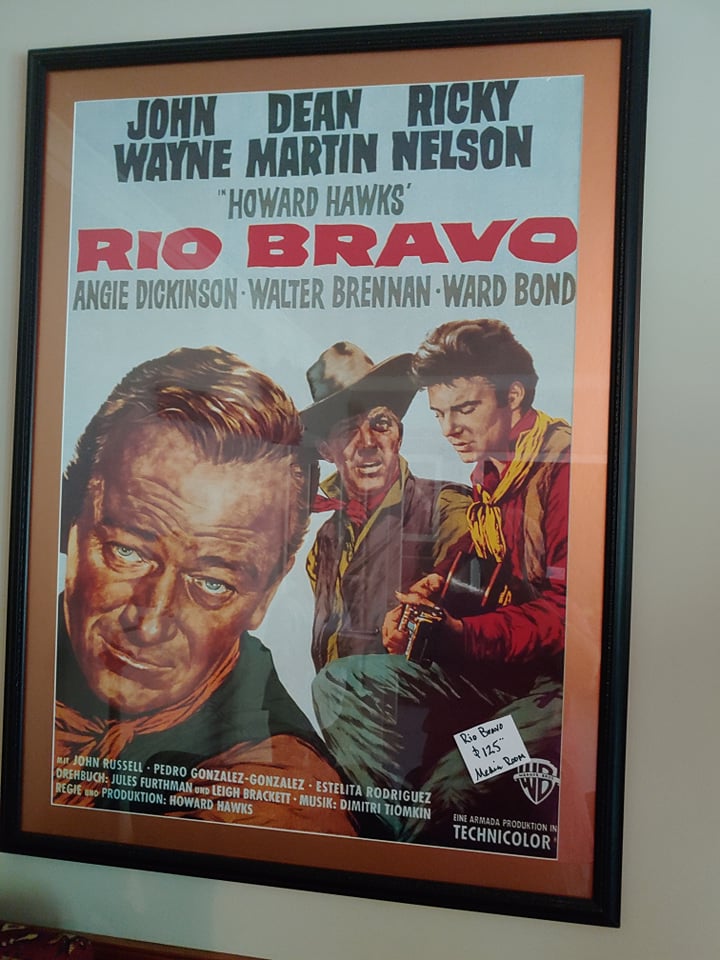 JOHN DEAN RICKY
WAYNE MARTIN NELSON
IN HOWARD HAWKS'
RIO BRAVO
ANGIE DICKINSON · WALTER BRENNAN · WARD BOND
Rio Bravo
$125
Media Room
MIT JOHN RUSSELL · PEDRO GONZALEZ-GONZALEZ · ESTELITA RODRIGUEZ
DREHBUCH: JULES FURTHMAN UND LEIGH BRACKETT · MUSIK: DIMITRI TIOMKIN
REGIE UND PRODUKTION: HOWARD HAWKS
WB
EINE ARMADA PRODUKTION IN
TECHNICOLOR